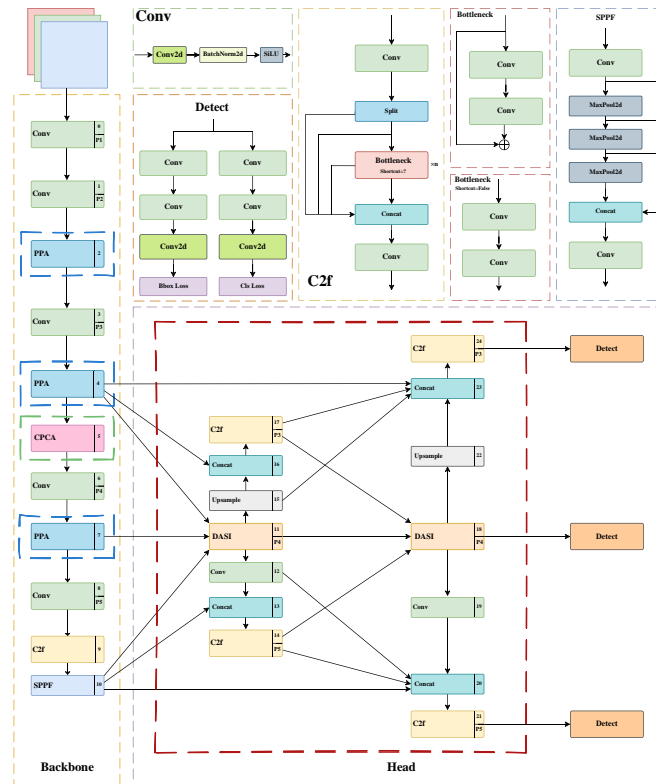 Conv
Conv2d
BatchNorm2d
SiLU
Detect
Conv
Conv
Conv
Conv
Conv2d
Conv2d
Bbox Loss
Cls Loss
Conv
Split
Bottleneck
Shortcut=?
×n
Concat
Conv
C2f
Bottleneck
Conv
Conv
Bottleneck
Shortcut=False
Conv
Conv
SPPF
Conv
MaxPool2d
MaxPool2d
MaxPool2d
Concat
Conv
Conv
0
P1
Conv
1
P2
PPA
2
Conv
3
P3
PPA
4
CPCA
5
Conv
6
P4
PPA
7
Conv
8
P5
C2f
9
SPPF
10
Backbone
C2f
17
P3
Concat
16
Upsample
15
DASI
11
P4
Conv
12
Concat
13
C2f
14
P5
C2f
24
P3
Concat
23
Upsample
22
DASI
18
P4
Conv
19
Concat
20
C2f
21
P5
Detect
Detect
Detect
Head